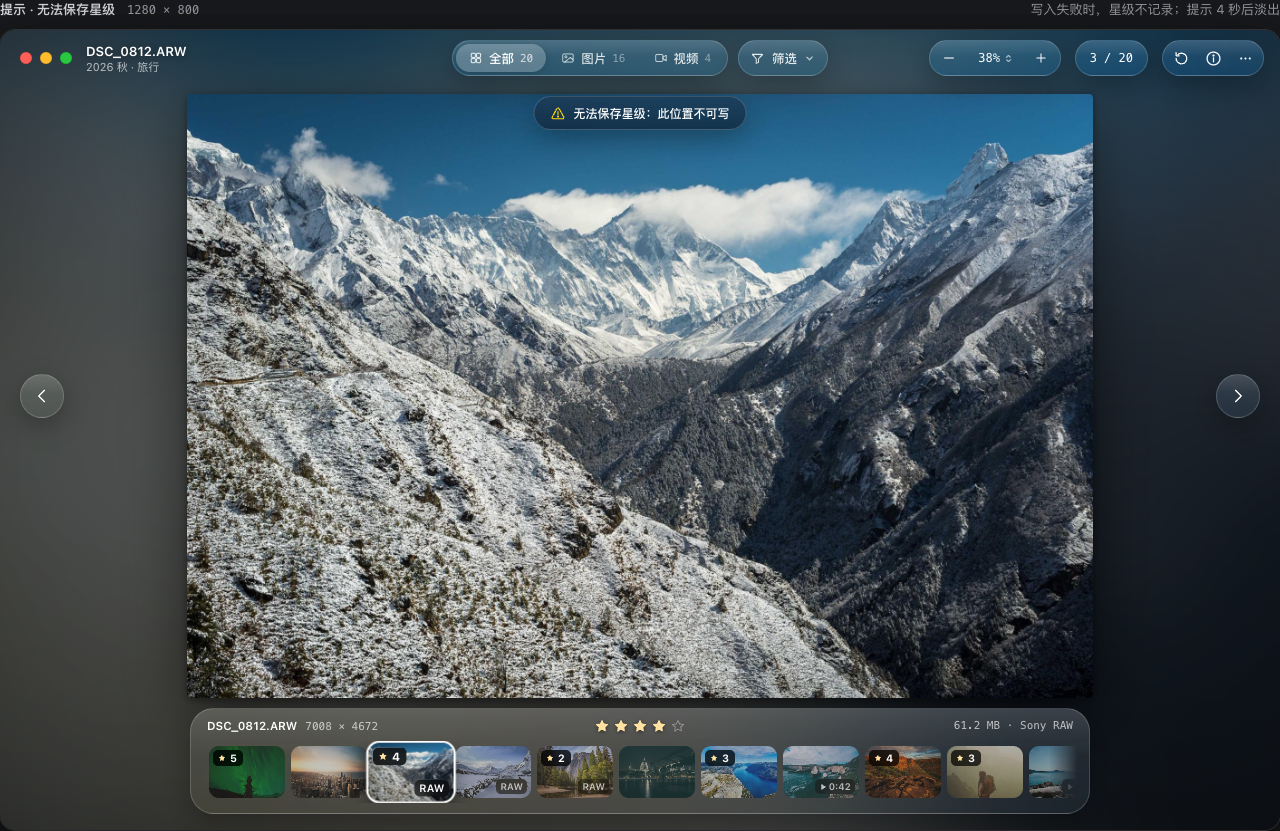 提示 · 无法保存星级 1280 × 800
写入失败时，星级不记录；提示 4 秒后淡出
DSC_0812.ARW
2026 秋 · 旅行
全部 20 图片 16 视频 4 筛选
38% 3 / 20
无法保存星级：此位置不可写
DSC_0812.ARW 7008 × 4672
61.2 MB · Sony RAW
5
4
RAW
RAW
2
RAW
3
0:42
4
3